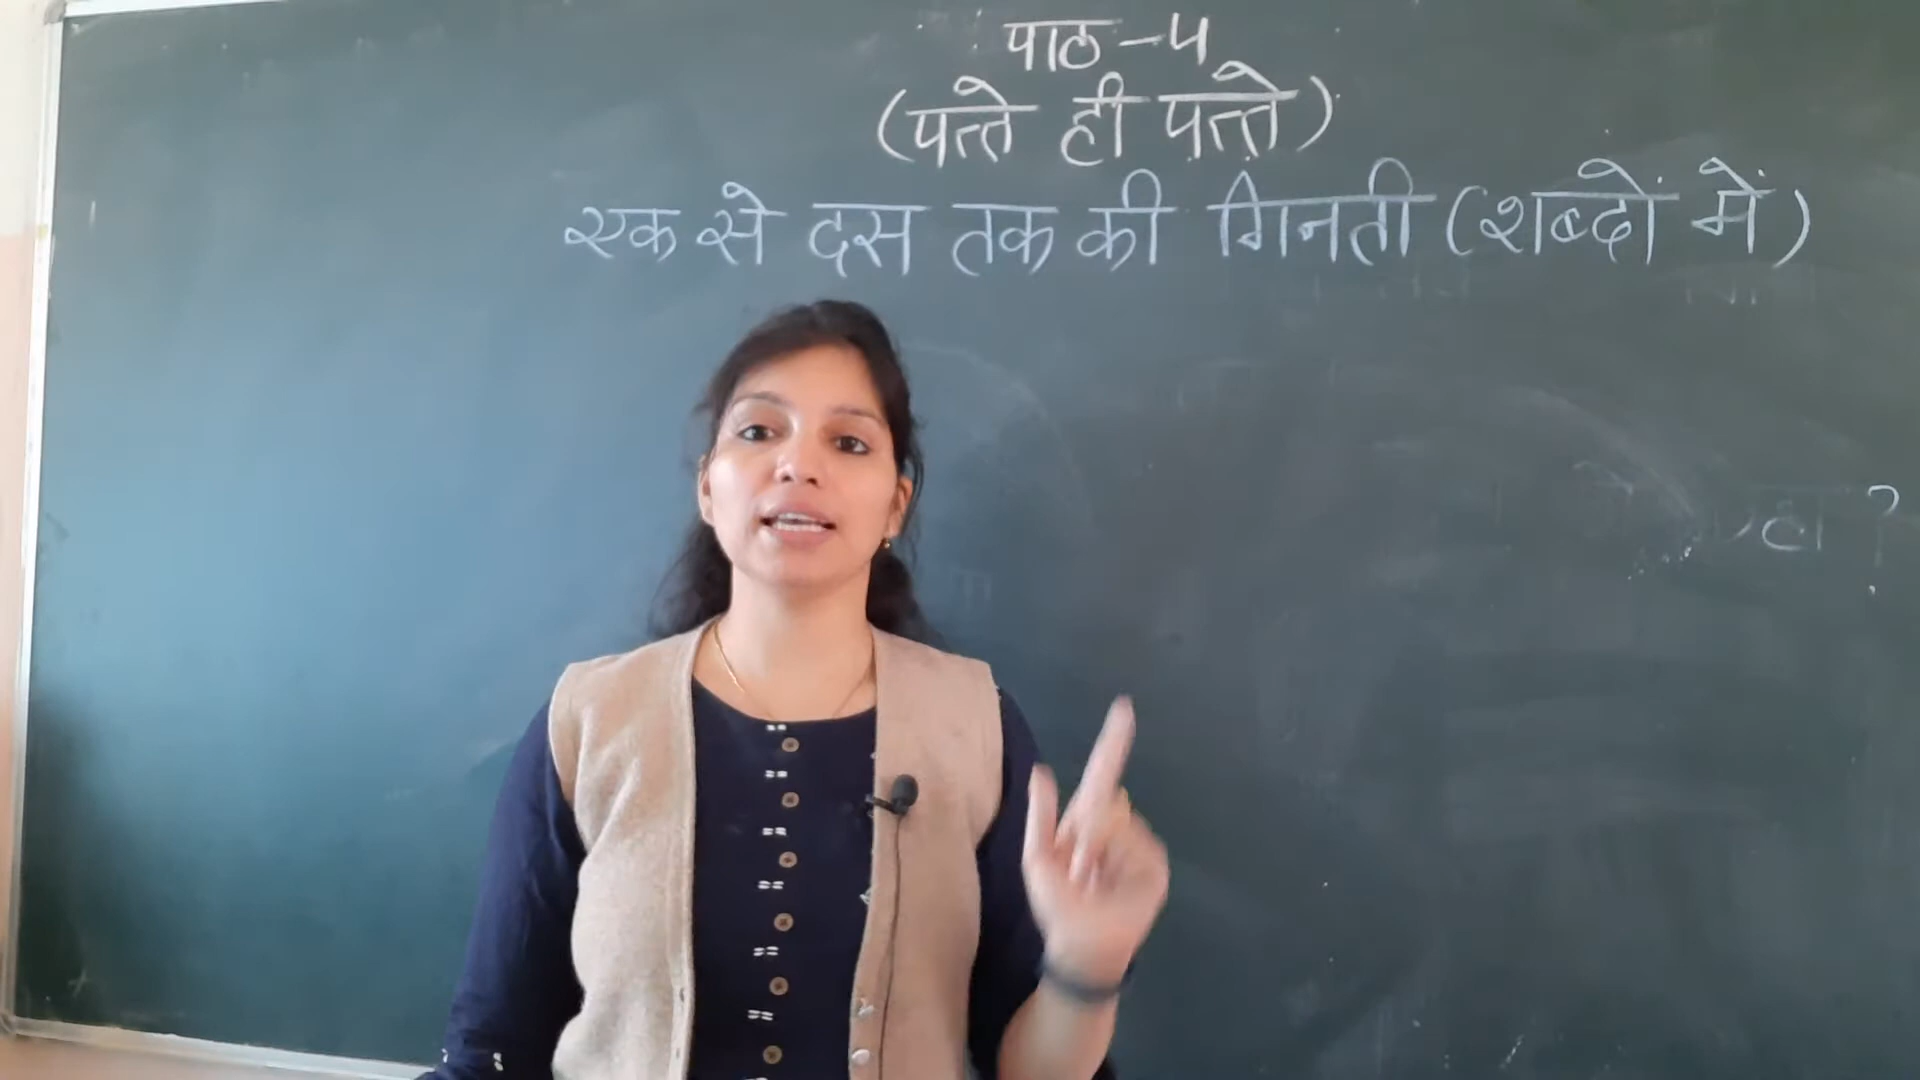 पाठ -५
(पत्ते ही पत्ते)
एक से दस तक की गिनती (शब्दों में)
?